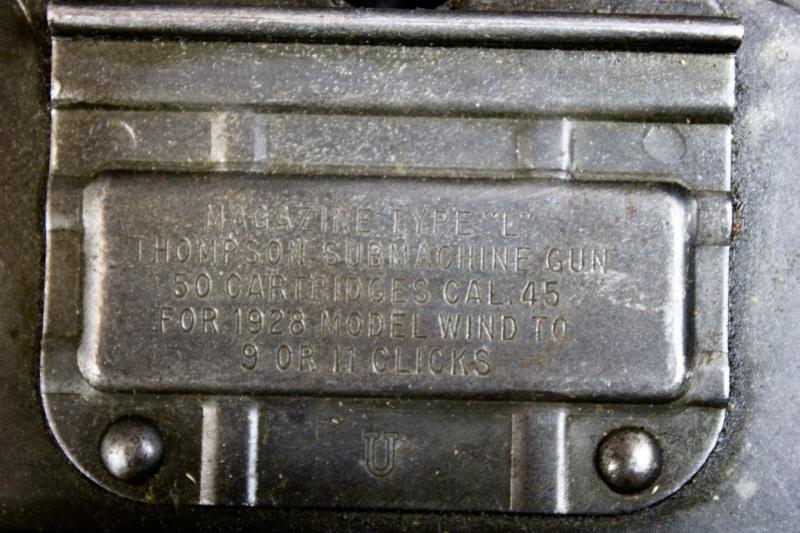 MAGAZINE TYPE "L"
THOMPSON SUBMACHINE GUN
50 CARTRIDGES CAL. 45
FOR 1928 MODEL WIND TO
9 OR 11 CLICKS
U